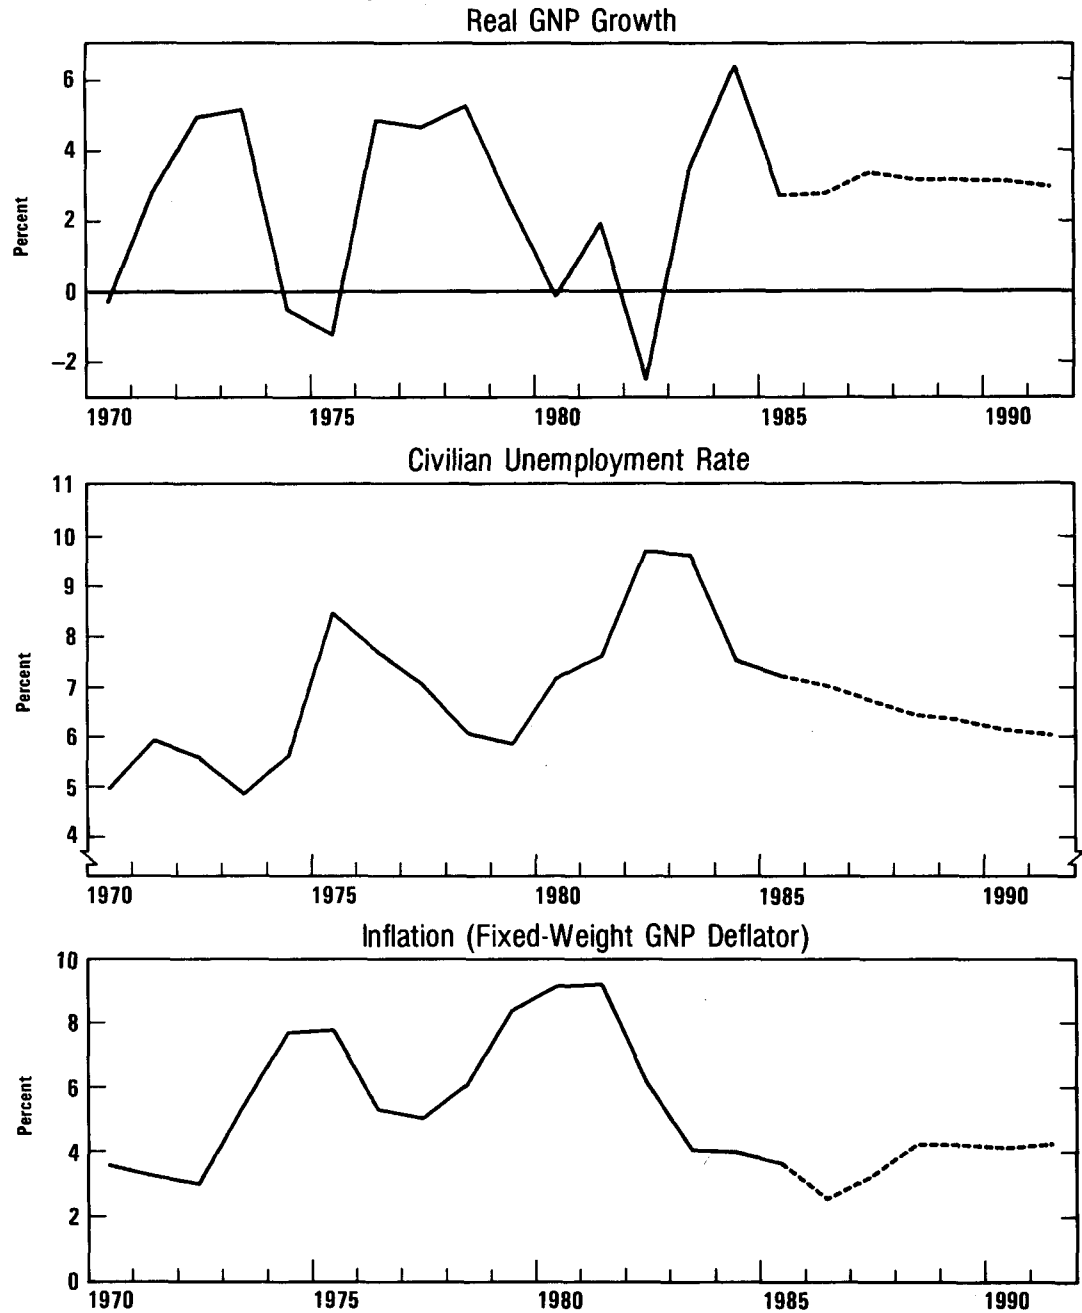 Real GNP Growth
6
4
2
0
−2
Percent
1970 1975 1980 1985 1990
Civilian Unemployment Rate
11
10
9
8
7
6
5
4
Percent
1970 1975 1980 1985 1990
Inflation (Fixed-Weight GNP Deflator)
10
8
6
4
2
0
Percent
1970 1975 1980 1985 1990